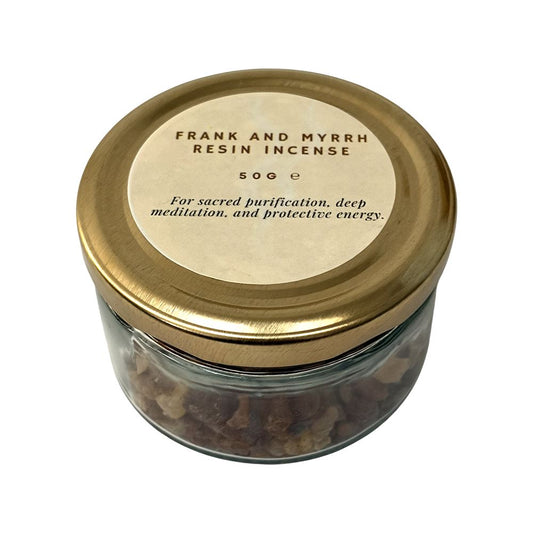 FRANK AND MYRRH
RESIN INCENSE
50G ℮
For sacred purification, deep
meditation, and protective energy.